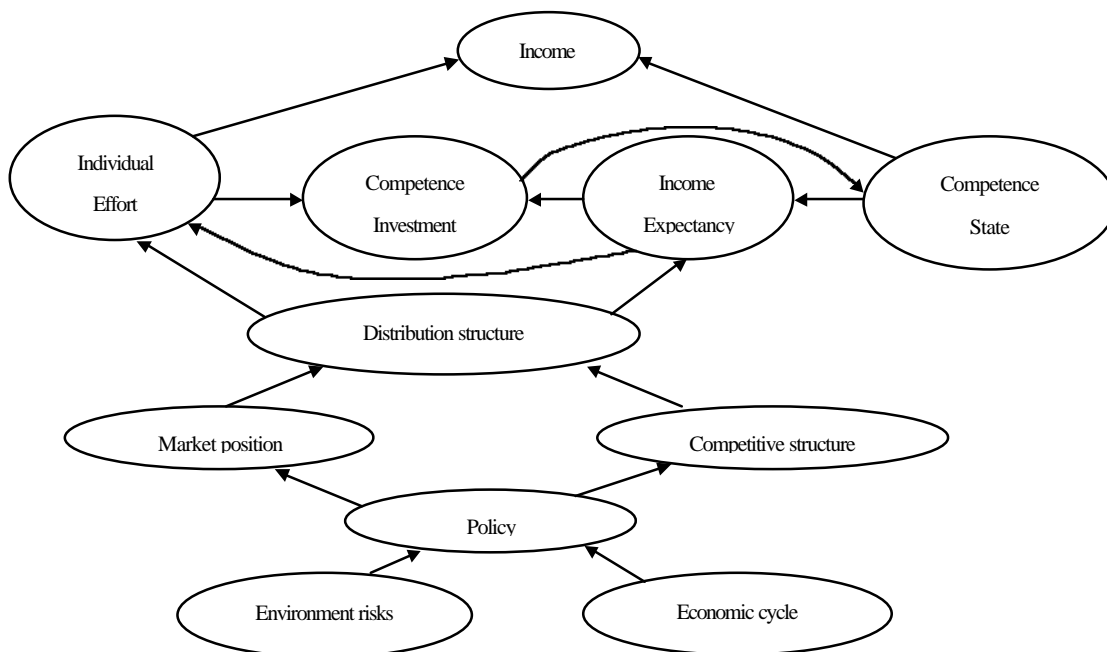 Income
Individual
Effort
Competence
Investment
Income
Expectancy
Competence
State
Distribution structure
Market position
Competitive structure
Policy
Environment risks
Economic cycle